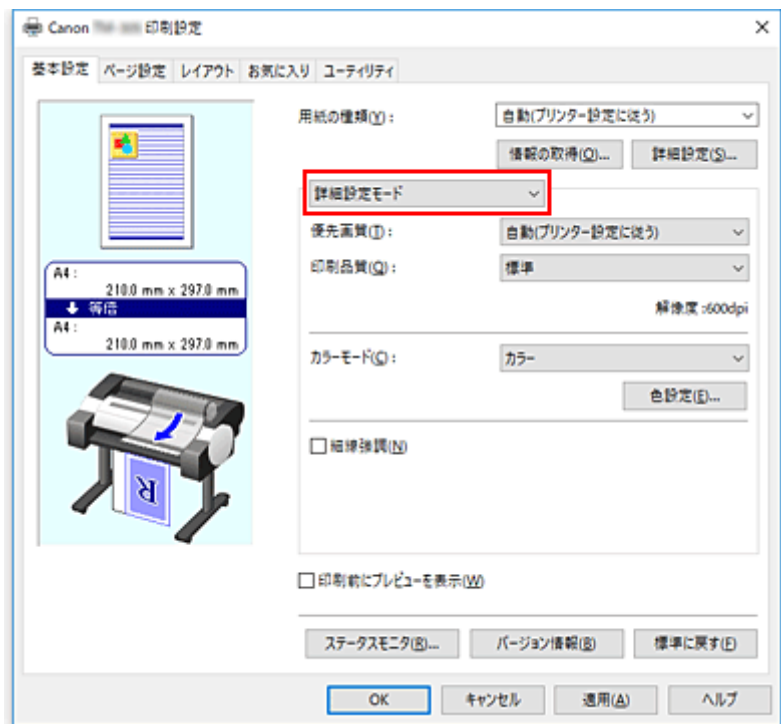 Canon 印刷設定
基本設定 ページ設定 レイアウト お気に入り ユーティリティ
用紙の種類(Y): 自動(プリンター設定に従う)
情報の取得(O)... 詳細設定(S)...
詳細設定モード
優先画質(T): 自動(プリンター設定に従う)
印刷品質(Q): 標準
解像度 :600dpi
A4 :
210.0 mm x 297.0 mm
等倍
A4 :
210.0 mm x 297.0 mm
カラーモード(C): カラー
色設定(E)...
細線強調(N)
R
印刷前にプレビューを表示(W)
ステータスモニタ(R)... バージョン情報(B) 標準に戻す(F)
OK キャンセル 適用(A) ヘルプ